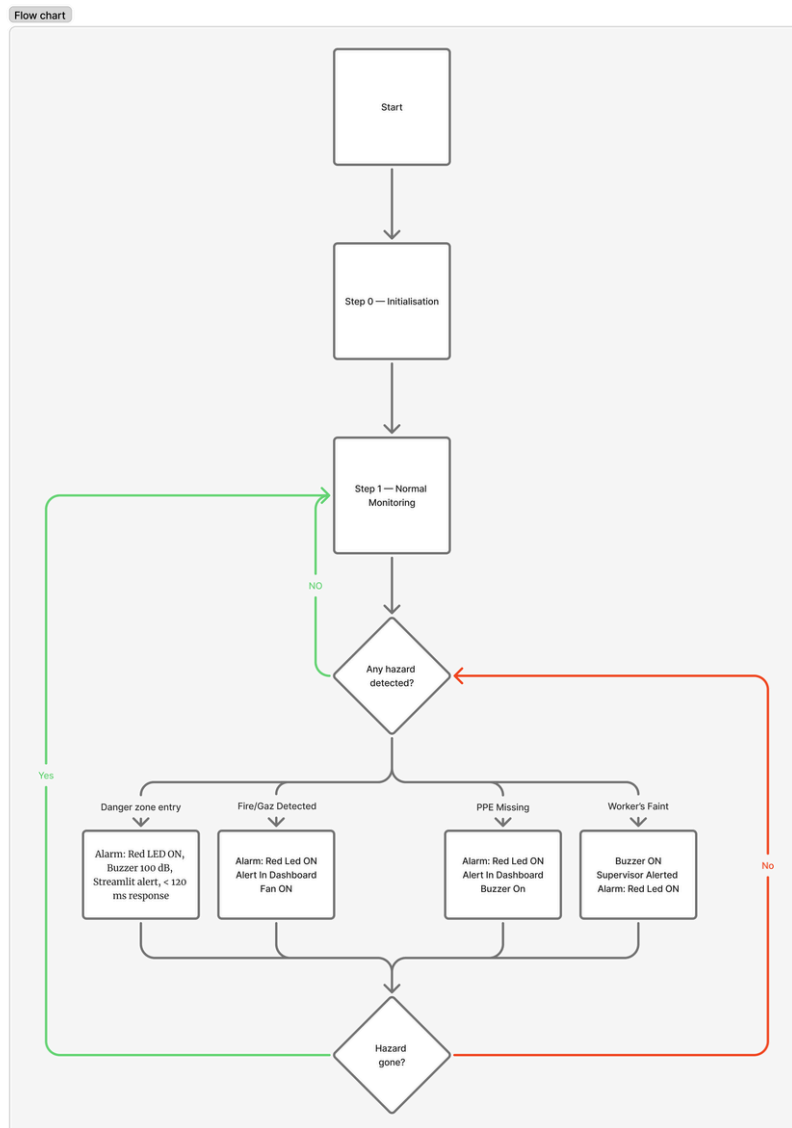 Flow chart
Start
Step 0 — Initialisation
Step 1 — Normal
Monitoring
NO
Any hazard
detected?
Yes
Danger zone entry
Fire/Gaz Detected
PPE Missing
Worker's Faint
Alarm: Red LED ON,
Buzzer 100 dB,
Streamlit alert, < 120
ms response
Alarm: Red Led ON
Alert In Dashboard
Fan ON
Alarm: Red Led ON
Alert In Dashboard
Buzzer On
Buzzer ON
Supervisor Alerted
Alarm: Red Led ON
No
Hazard
gone?